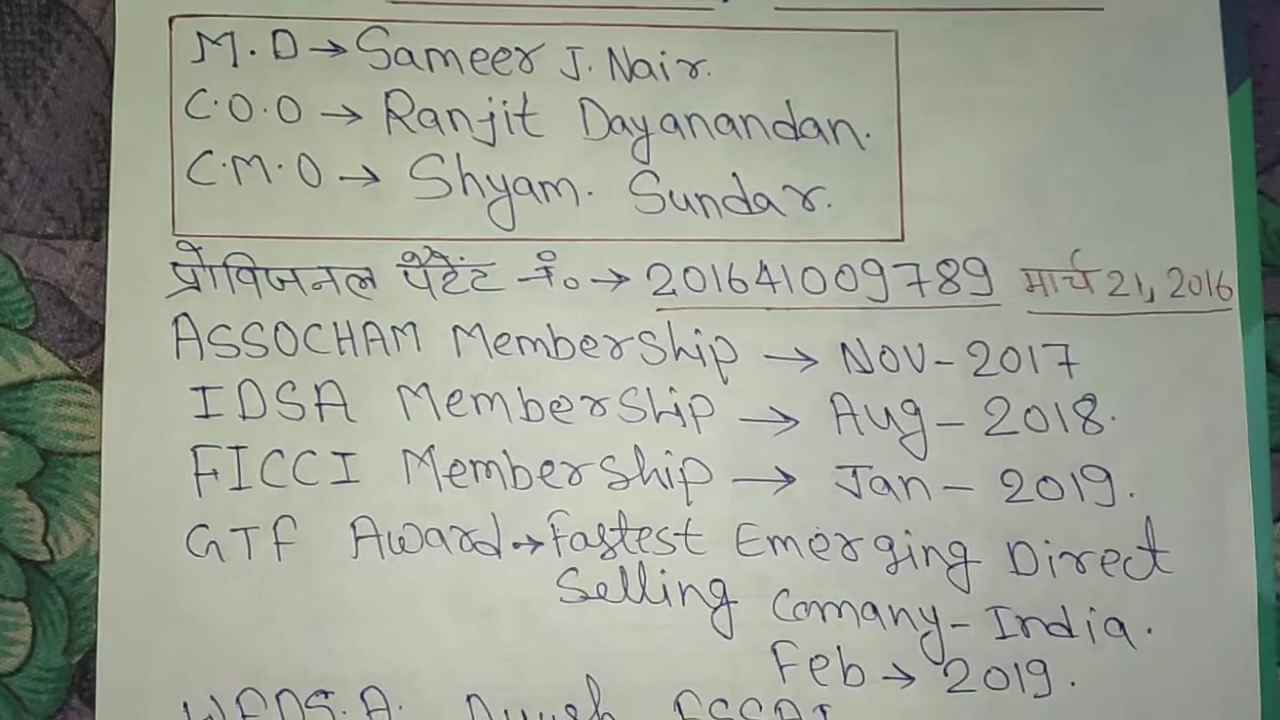 M.D → Sameer J. Nair.
C.O.O → Ranjit Dayanandan.
C.M.O → Shyam. Sundar.
प्रोविजनल पैटेंट नं० → 201641009789 मार्च 21, 2016
ASSOCHAM Membership → NOV - 2017
IDSA Membership → Aug - 2018.
FICCI Membership → Jan - 2019.
GTF Award → Fastest Emerging Direct
Selling Comany - India.
Feb → 2019.